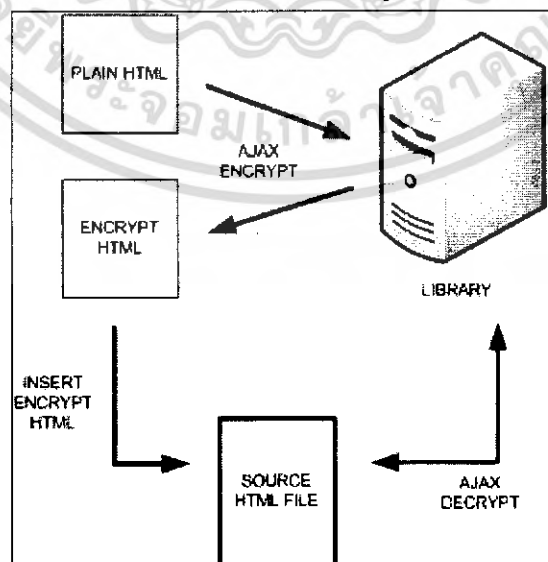 PLAIN HTML
AJAX
ENCRYPT
ENCRYPT
HTML
LIBRARY
INSERT
ENCRYPT
HTML
SOURCE
HTML FILE
AJAX
DECRYPT